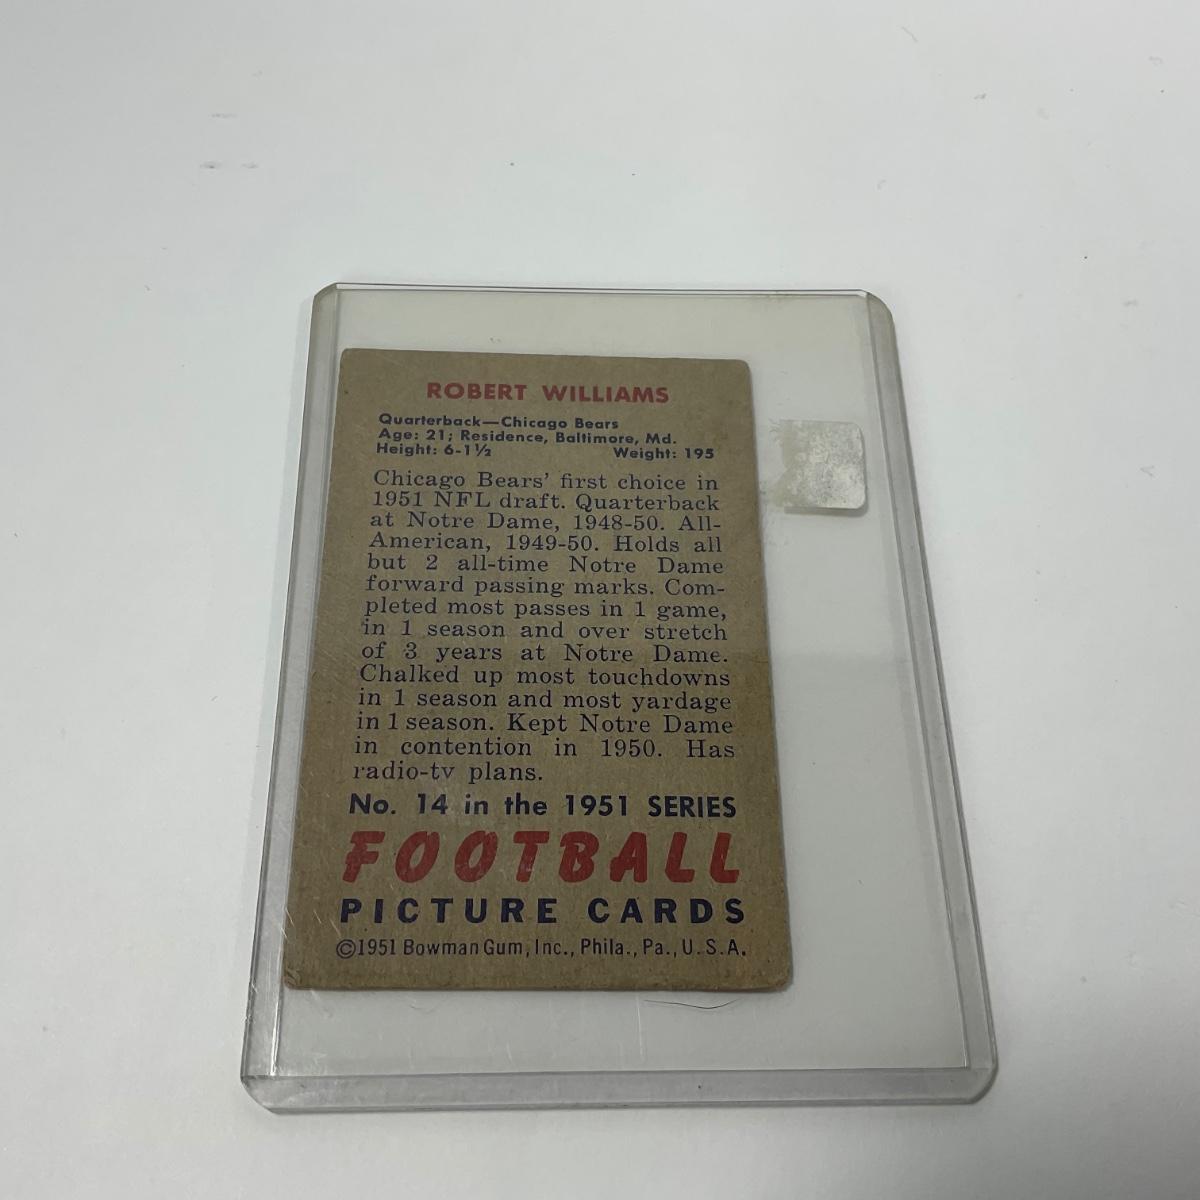 ROBERT WILLIAMS
Quarterback—Chicago Bears
Age: 21; Residence, Baltimore, Md.
Height: 6-1½ Weight: 195
Chicago Bears' first choice in
1951 NFL draft. Quarterback
at Notre Dame, 1948-50. All-
American, 1949-50. Holds all
but 2 all-time Notre Dame
forward passing marks. Com-
pleted most passes in 1 game,
in 1 season and over stretch
of 3 years at Notre Dame.
Chalked up most touchdowns
in 1 season and most yardage
in 1 season. Kept Notre Dame
in contention in 1950. Has
radio-tv plans.
No. 14 in the 1951 SERIES
FOOTBALL
PICTURE CARDS
©1951 Bowman Gum, Inc., Phila., Pa., U.S.A.